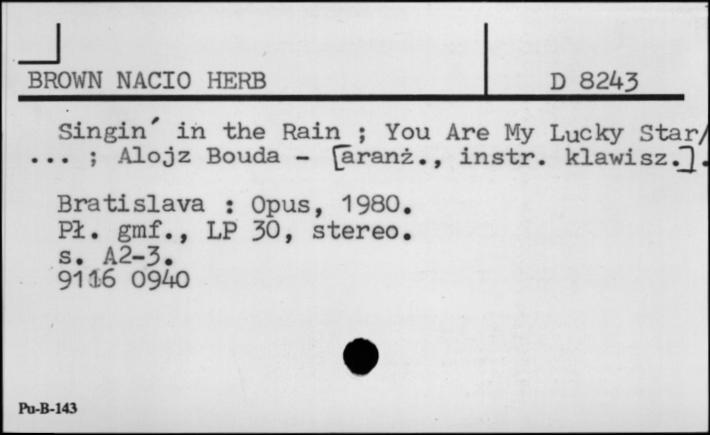 BROWN NACIO HERB D 8243
Singin' in the Rain ; You Are My Lucky Star/
... ; Alojz Bouda - [aranż., instr. klawisz.].
Bratislava : Opus, 1980.
Pł. gmf., LP 30, stereo.
s. A2-3.
9116 0940
Pu-B-143